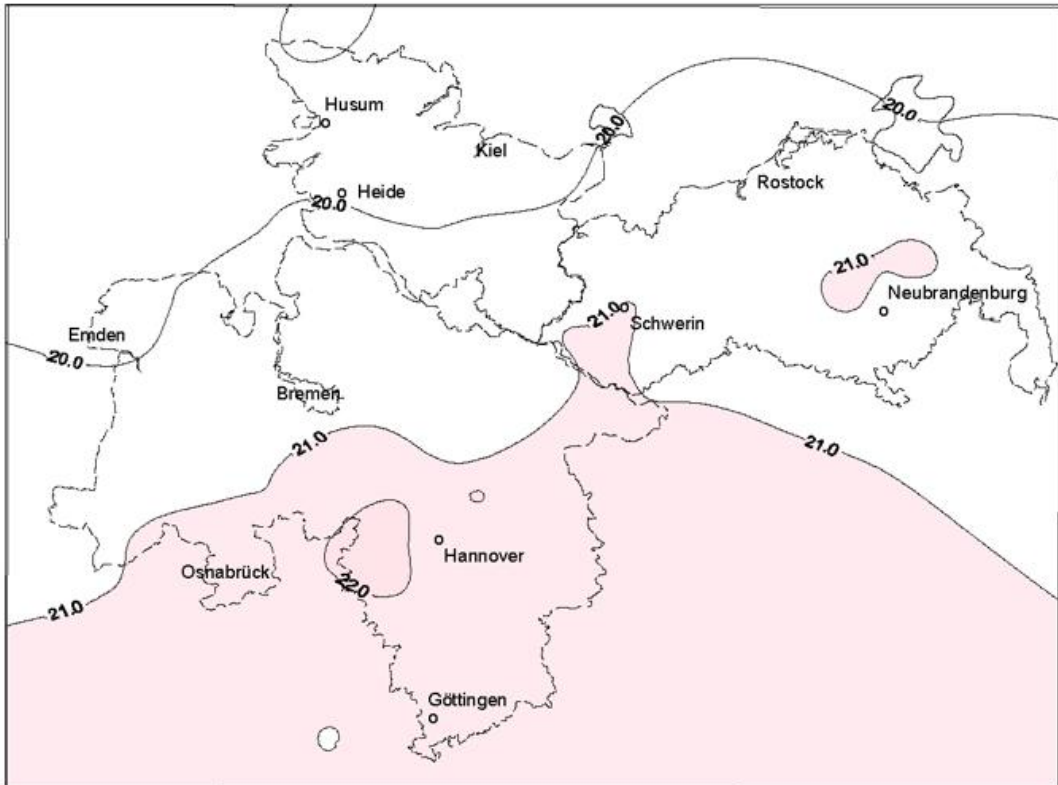 Husum
20.0
20.0
Kiel
Rostock
Heide
20.0
21.0
Neubrandenburg
21.0
Schwerin
Emden
20.0
Bremen
21.0
21.0
Hannover
Osnabrück
22.0
21.0
Göttingen